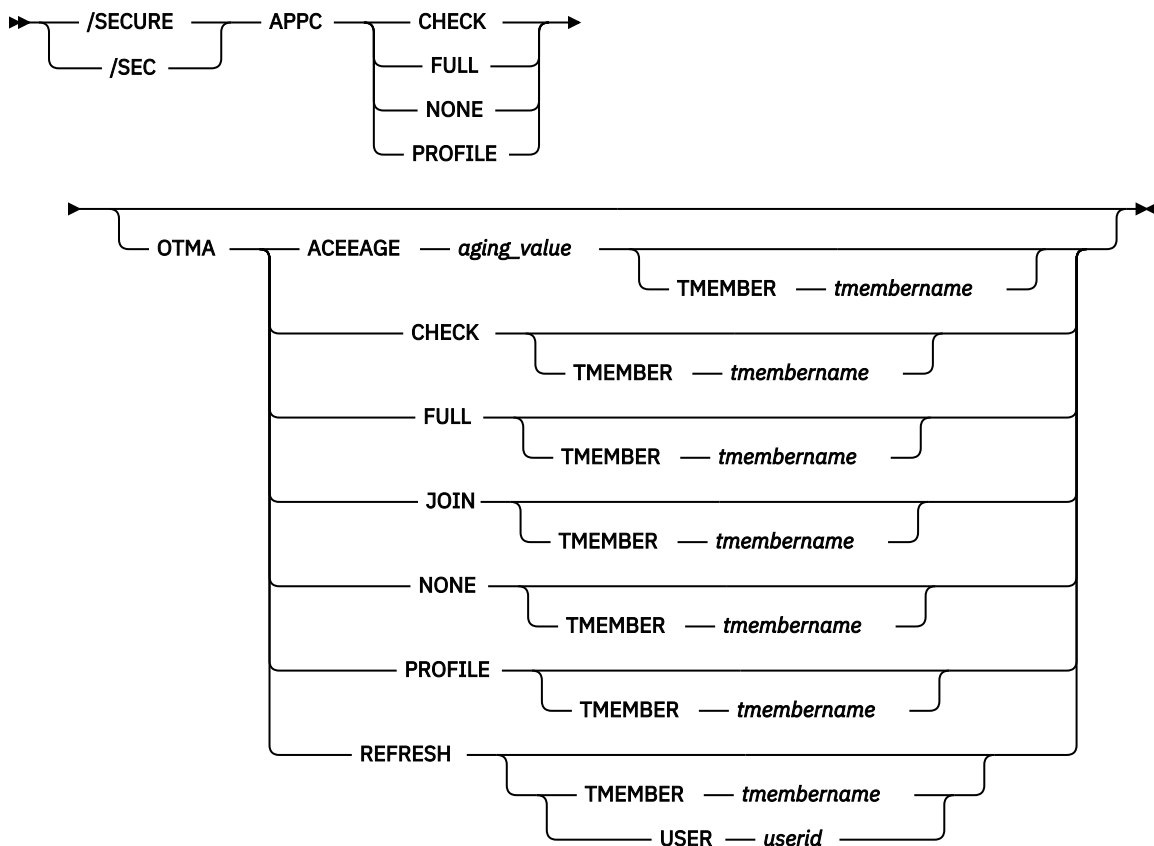 /SECURE APPC CHECK
/SEC FULL
NONE
PROFILE
OTMA ACEEAGE aging_value
TMEMBER tmembername
CHECK
TMEMBER tmembername
FULL
TMEMBER tmembername
JOIN
TMEMBER tmembername
NONE
TMEMBER tmembername
PROFILE
TMEMBER tmembername
REFRESH
TMEMBER tmembername
USER userid